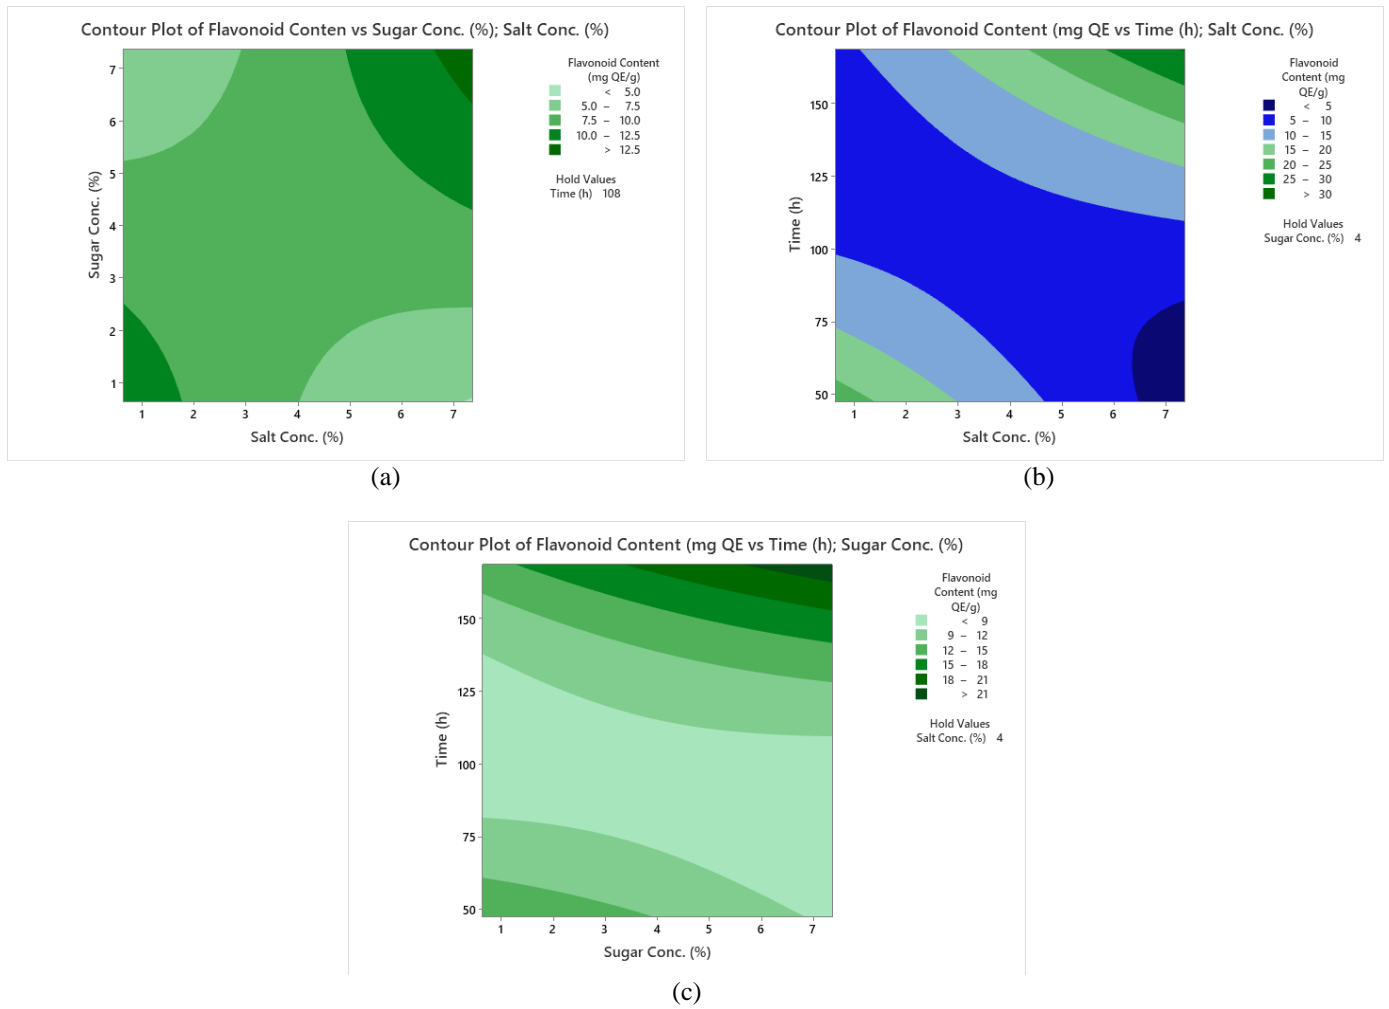 Contour Plot of Flavonoid Conten vs Sugar Conc. (%); Salt Conc. (%)
Flavonoid Content
(mg QE/g)
< 5.0
5.0 – 7.5
7.5 – 10.0
10.0 – 12.5
> 12.5
Hold Values
Time (h) 108
Sugar Conc. (%)
7
6
5
4
3
2
1
1 2 3 4 5 6 7
Salt Conc. (%)
(a)
Contour Plot of Flavonoid Content (mg QE vs Time (h); Salt Conc. (%)
Flavonoid
Content (mg
QE/g)
< 5
5 – 10
10 – 15
15 – 20
20 – 25
25 – 30
> 30
Hold Values
Sugar Conc. (%) 4
Time (h)
150
125
100
75
50
1 2 3 4 5 6 7
Salt Conc. (%)
(b)
Contour Plot of Flavonoid Content (mg QE vs Time (h); Sugar Conc. (%)
Flavonoid
Content (mg
QE/g)
< 9
9 – 12
12 – 15
15 – 18
18 – 21
> 21
Hold Values
Salt Conc. (%) 4
Time (h)
150
125
100
75
50
1 2 3 4 5 6 7
Sugar Conc. (%)
(c)